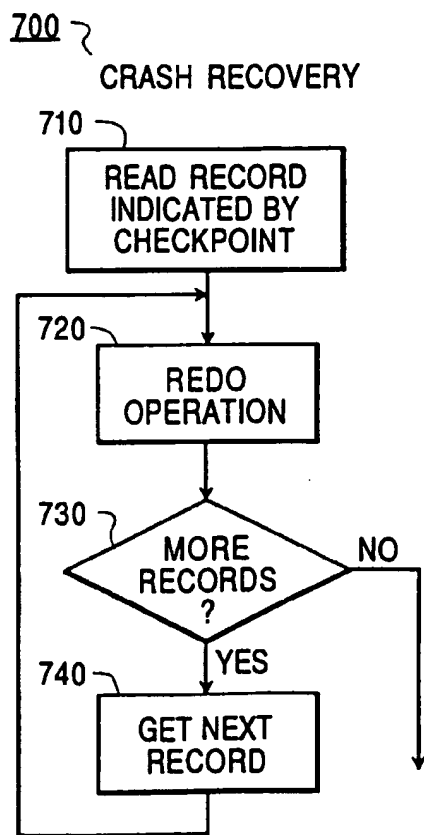 700
CRASH RECOVERY
710
READ RECORD
INDICATED BY
CHECKPOINT
720
REDO
OPERATION
730
MORE
RECORDS
?
NO
YES
740
GET NEXT
RECORD